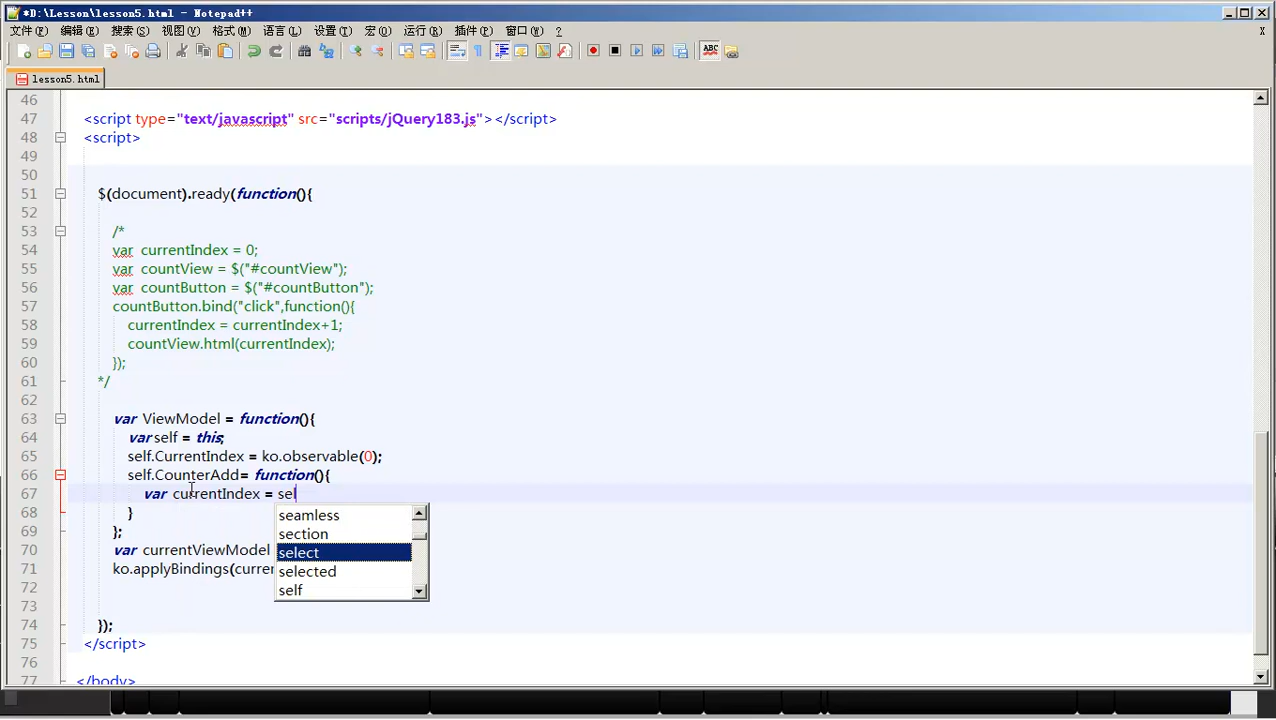 *D:\Lesson\lesson5.html - Notepad++
文件(F) 编辑(E) 搜索(S) 视图(V) 格式(M) 语言(L) 设置(T) 宏(O) 运行(R) 插件(P) 窗口(W) ? X
ABC
lesson5.html
46
47 <script type="text/javascript" src="scripts/jQuery183.js"></script>
48 <script>
49
50
51 $(document).ready(function(){
52
53 /*
54 var currentIndex = 0;
55 var countView = $("#countView");
56 var countButton = $("#countButton");
57 countButton.bind("click",function(){
58 currentIndex = currentIndex+1;
59 countView.html(currentIndex);
60 });
61 */
62
63 var ViewModel = function(){
64 var self = this;
65 self.CurrentIndex = ko.observable(0);
66 self.CounterAdd= function(){
67 var currentIndex = sel
68 }
69 };
70 var currentViewModel
71 ko.applyBindings(curren
72
73
74 });
75 </script>
76
77 </body>
seamless
section
select
selected
self